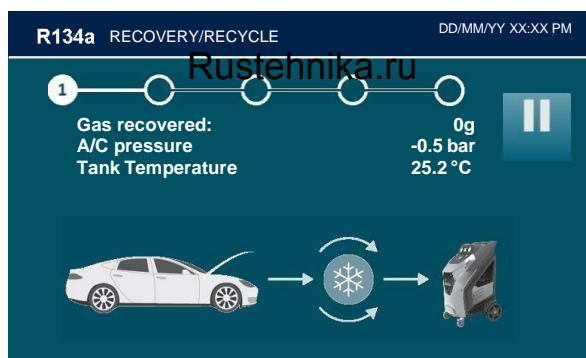 R134a RECOVERY/RECYCLE DD/MM/YY XX:XX PM
Rustehnika.ru
1
Gas recovered: 0g
A/C pressure -0.5 bar
Tank Temperature 25.2 °C